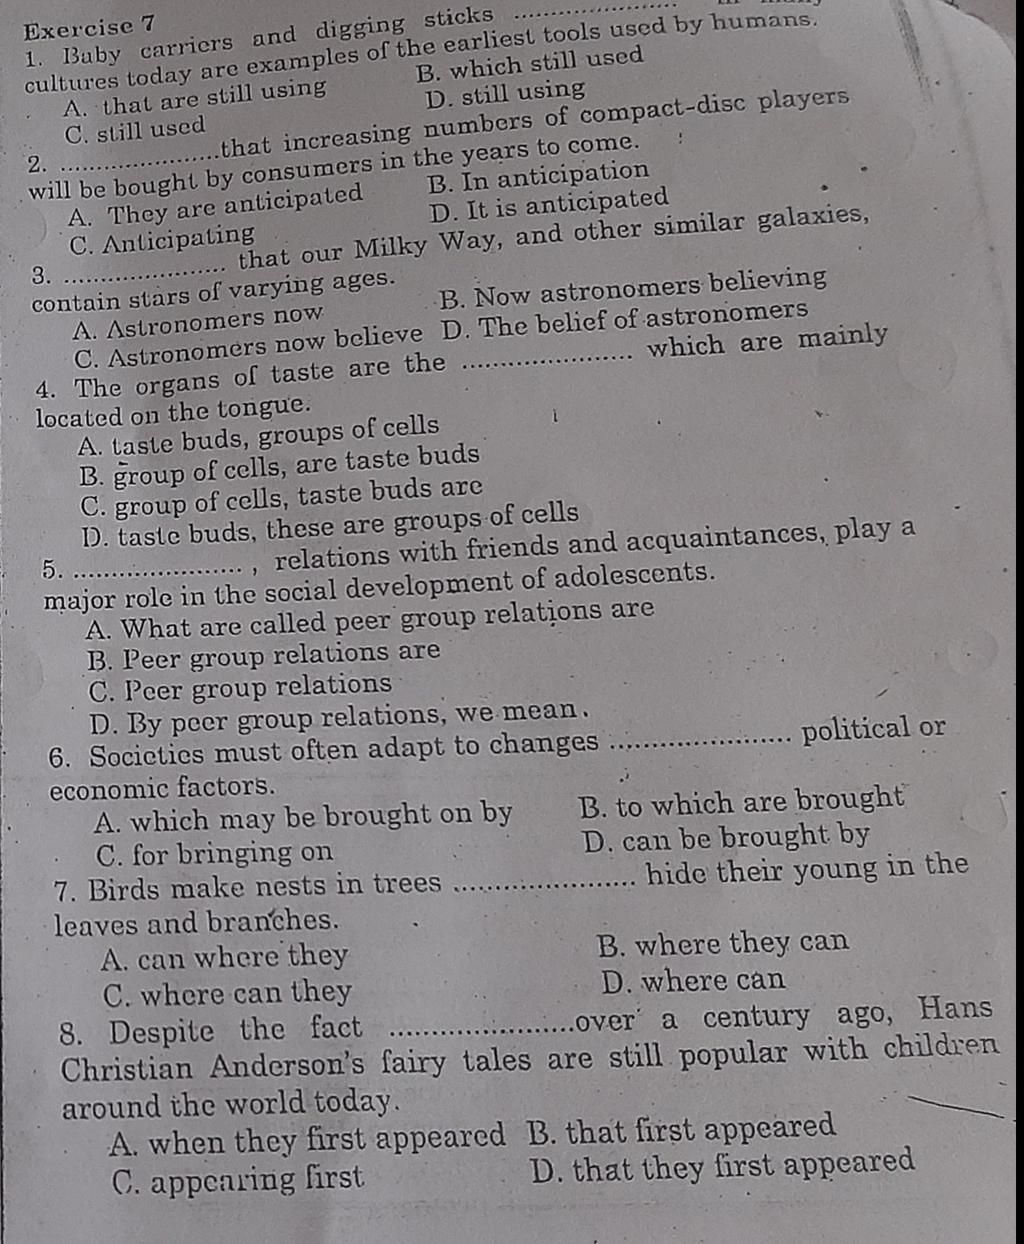 Exercise 7
1. Baby carriers and digging sticks ..................... in many
cultures today are examples of the earliest tools used by humans.
A. that are still using B. which still used
C. still used D. still using
2. .....................that increasing numbers of compact-disc players
will be bought by consumers in the years to come.
A. They are anticipated B. In anticipation
C. Anticipating D. It is anticipated
3. ..................... that our Milky Way, and other similar galaxies,
contain stars of varying ages.
A. Astronomers now B. Now astronomers believing
C. Astronomers now believe D. The belief of astronomers
4. The organs of taste are the ..................... which are mainly
located on the tongue.
A. taste buds, groups of cells
B. group of cells, are taste buds
C. group of cells, taste buds are
D. taste buds, these are groups of cells
5. ..................... , relations with friends and acquaintances, play a
major role in the social development of adolescents.
A. What are called peer group relations are
B. Peer group relations are
C. Peer group relations
D. By peer group relations, we mean.
6. Societies must often adapt to changes ..................... political or
economic factors.
A. which may be brought on by B. to which are brought
C. for bringing on D. can be brought by
7. Birds make nests in trees ..................... hide their young in the
leaves and branches.
A. can where they B. where they can
C. where can they D. where can
8. Despite the fact .....................over a century ago, Hans
Christian Anderson's fairy tales are still popular with children
around the world today.
A. when they first appeared B. that first appeared
C. appearing first D. that they first appeared